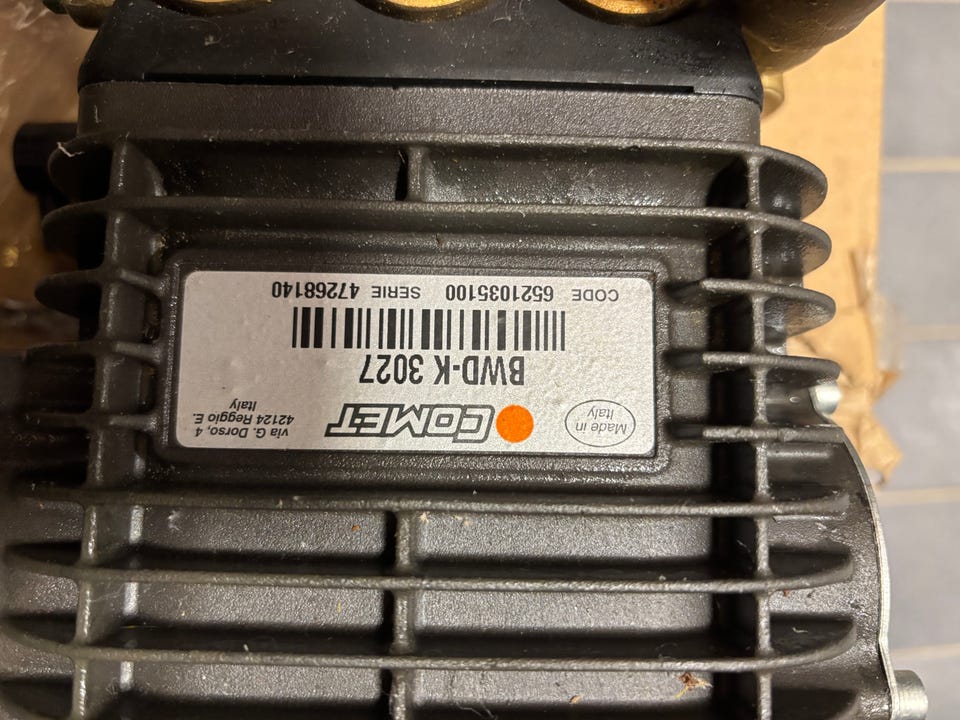 Made in
Italy
COMET
via G. Dorso, 4
42124 Reggio E.
Italy
BWD-K 3027
CODE 6521035100 SERIE 47268140